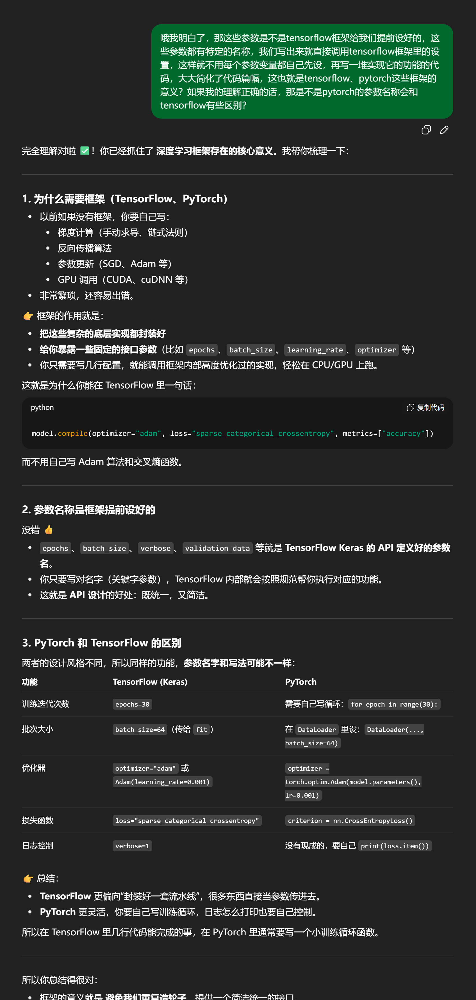 哦我明白了，那这些参数是不是tensorflow框架给我们提前设好的，这
些参数都有特定的名称，我们写出来就直接调用tensorflow框架里的设
置，这样就不用每个参数变量都自己先设，再写一堆实现它的功能的代
码，大大简化了代码篇幅，这也就是tensorflow、pytorch这些框架的
意义？如果我的理解正确的话，那是不是pytorch的参数名称会和
tensorflow有些区别？
完全理解对啦 ✅！你已经抓住了 深度学习框架存在的核心意义。我帮你梳理一下：
1. 为什么需要框架（TensorFlow、PyTorch）
• 以前如果没有框架，你要自己写：
• 梯度计算（手动求导、链式法则）
• 反向传播算法
• 参数更新（SGD、Adam 等）
• GPU 调用（CUDA、cuDNN 等）
• 非常繁琐，还容易出错。
👉 框架的作用就是：
• 把这些复杂的底层实现都封装好
• 给你暴露一些固定的接口参数（比如 epochs、batch_size、learning_rate、optimizer 等）
• 你只需要写几行配置，就能调用框架内部高度优化过的实现，轻松在 CPU/GPU 上跑。
这就是为什么你能在 TensorFlow 里一句话：
python 复制代码
model.compile(optimizer="adam", loss="sparse_categorical_crossentropy", metrics=["accuracy"])
而不用自己写 Adam 算法和交叉熵函数。
2. 参数名称是框架提前设好的
没错 👍
• epochs、batch_size、verbose、validation_data 等就是 TensorFlow Keras 的 API 定义好的参数
名。
• 你只要写对名字（关键字参数），TensorFlow 内部就会按照规范帮你执行对应的功能。
• 这就是 API 设计的好处：既统一，又简洁。
3. PyTorch 和 TensorFlow 的区别
两者的设计风格不同，所以同样的功能，参数名字和写法可能不一样：
功能 TensorFlow (Keras) PyTorch
训练迭代次数 epochs=30 需要自己写循环：for epoch in range(30):
批次大小 batch_size=64（传给 fit） 在 DataLoader 里设：DataLoader(...,
batch_size=64)
优化器 optimizer="adam" 或 optimizer =
Adam(learning_rate=0.001) torch.optim.Adam(model.parameters(),
lr=0.001)
损失函数 loss="sparse_categorical_crossentropy" criterion = nn.CrossEntropyLoss()
日志控制 verbose=1 没有现成的，要自己 print(loss.item())
👉 总结：
• TensorFlow 更偏向“封装好一套流水线”，很多东西直接当参数传进去。
• PyTorch 更灵活，你要自己写训练循环，日志怎么打印也要自己控制。
所以在 TensorFlow 里几行代码能完成的事，在 PyTorch 里通常要写一个小训练循环函数。
所以你总结得很对：
• 框架的意义就是 避免我们重复造轮子，提供一个简洁统一的接口。